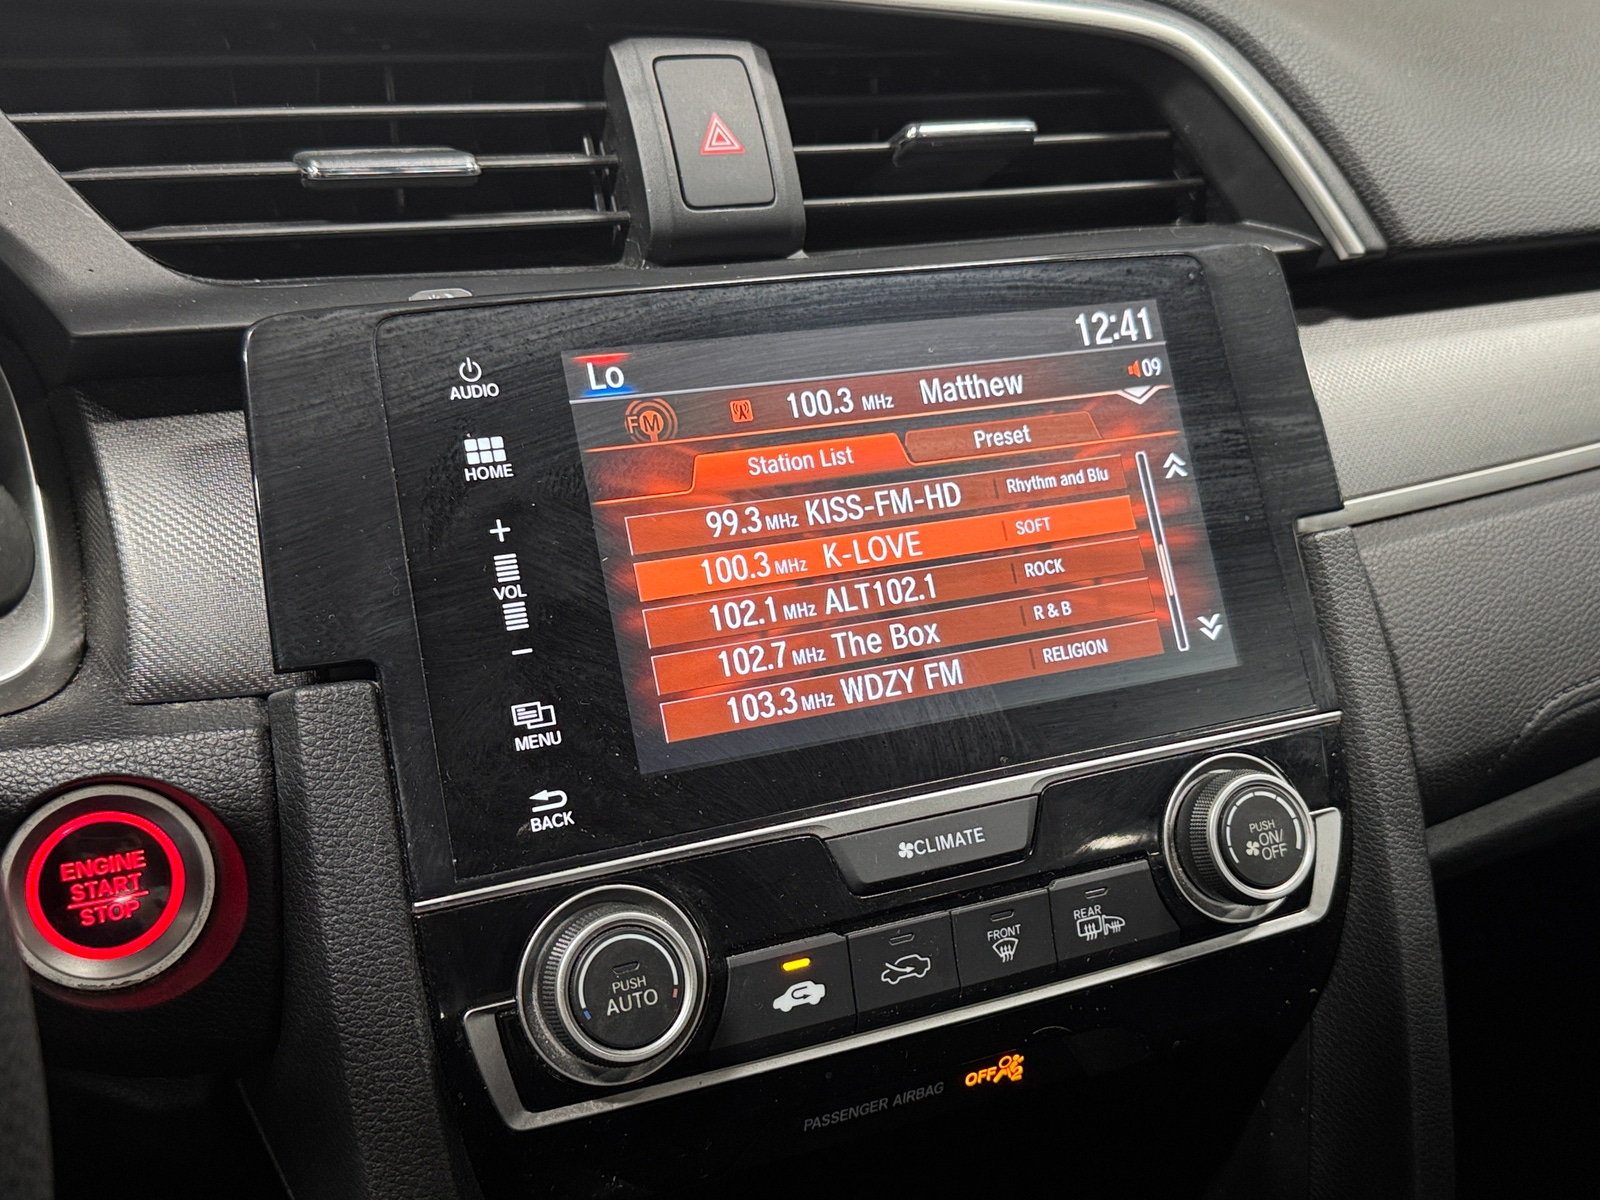 12:41
Lo
09
FM
100.3 MHz Matthew
Station List
Preset
99.3 MHz KISS-FM-HD Rhythm and Blu
100.3 MHz K-LOVE SOFT
102.1 MHz ALT102.1 ROCK
102.7 MHz The Box R & B
103.3 MHz WDZY FM RELIGION
AUDIO
HOME
+
VOL
−
MENU
BACK
ENGINE
START
STOP
CLIMATE
PUSH
AUTO
FRONT
REAR
PUSH
ON/
OFF
PASSENGER AIRBAG
OFF 2